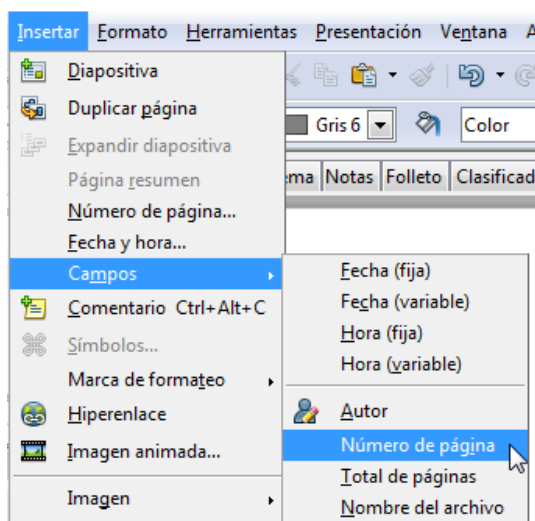 Insertar Formato Herramientas Presentación Ventana
Diapositiva
Duplicar página
Gris 6 Color
Expandir diapositiva
Página resumen
Notas Folleto
Número de página...
Fecha y hora...
Campos
Fecha (fija)
Comentario Ctrl+Alt+C
Fecha (variable)
Símbolos...
Hora (fija)
Marca de formateo
Hora (variable)
Hiperenlace
Autor
Imagen animada...
Número de página
Total de páginas
Imagen
Nombre del archivo